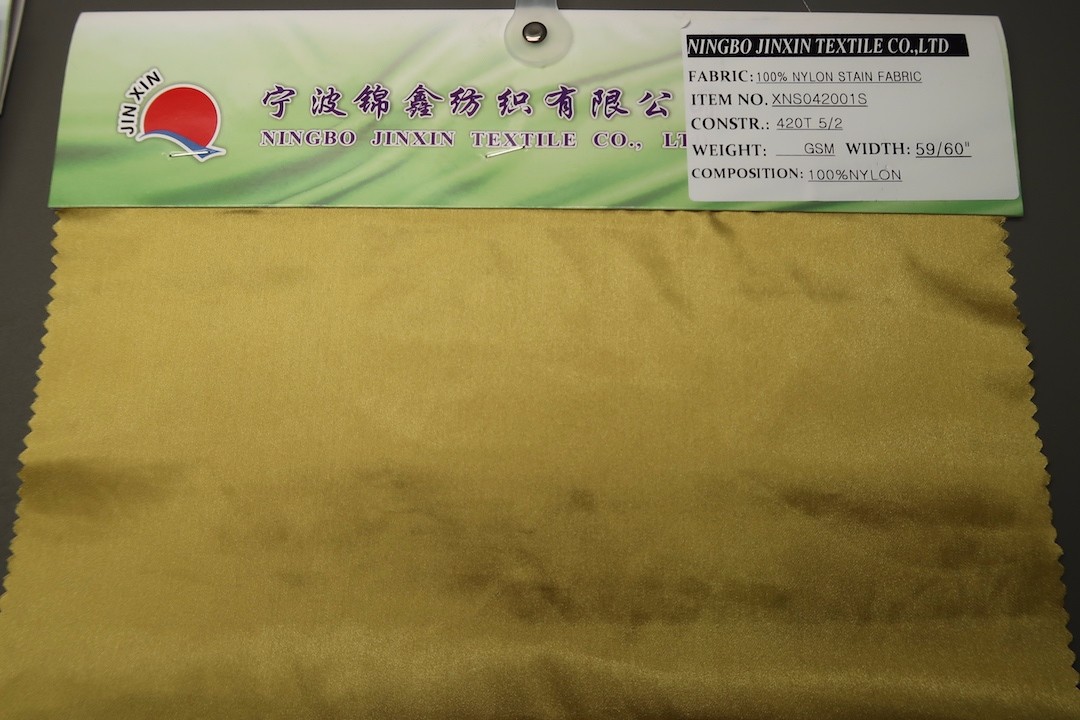 JIN XIN
宁波锦鑫纺织有限公
NINGBO JINXIN TEXTILE CO., LT
NINGBO JINXIN TEXTILE CO.,LTD
FABRIC: 100% NYLON STAIN FABRIC
ITEM NO. XNS042001S
CONSTR.: 420T 5/2
WEIGHT: ___GSM WIDTH: 59/60"
COMPOSITION: 100%NYLON